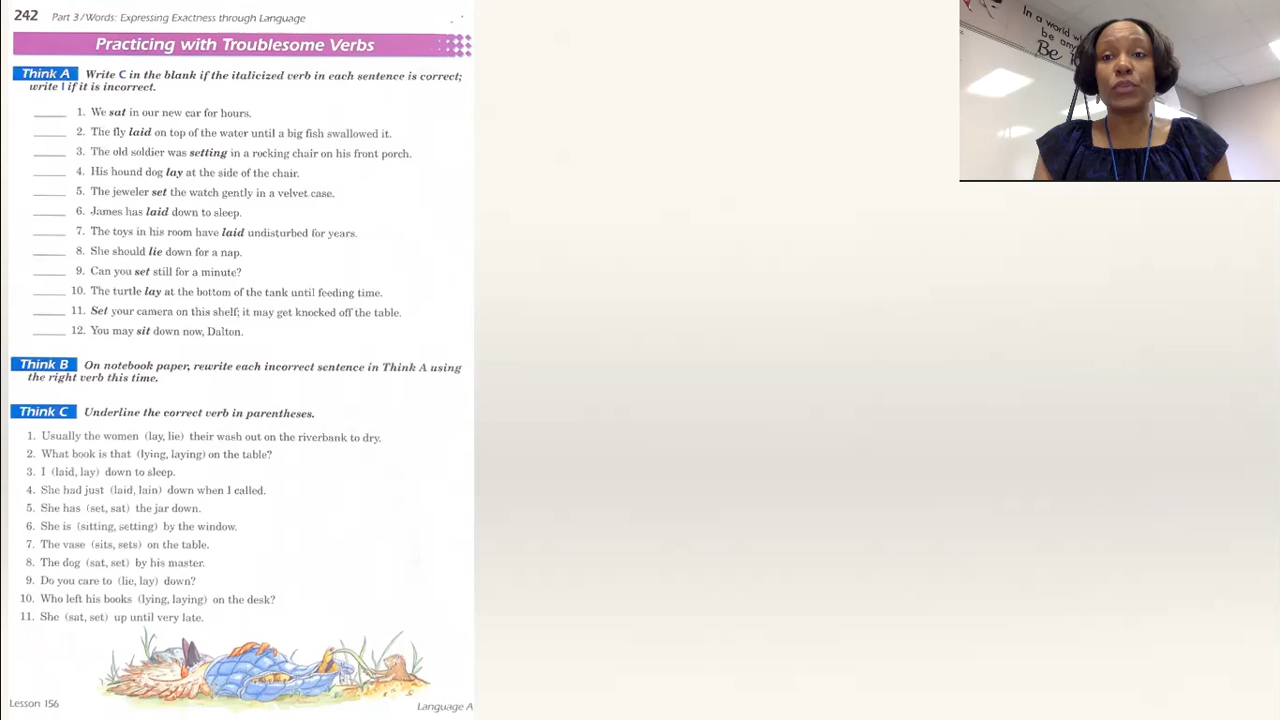 242 Part 3/Words: Expressing Exactness through Language
Practicing with Troublesome Verbs
Think A Write C in the blank if the italicized verb in each sentence is correct;
write I if it is incorrect.
1. We sat in our new car for hours.
2. The fly laid on top of the water until a big fish swallowed it.
3. The old soldier was setting in a rocking chair on his front porch.
4. His hound dog lay at the side of the chair.
5. The jeweler set the watch gently in a velvet case.
6. James has laid down to sleep.
7. The toys in his room have laid undisturbed for years.
8. She should lie down for a nap.
9. Can you set still for a minute?
10. The turtle lay at the bottom of the tank until feeding time.
11. Set your camera on this shelf; it may get knocked off the table.
12. You may sit down now, Dalton.
Think B On notebook paper, rewrite each incorrect sentence in Think A using
the right verb this time.
Think C Underline the correct verb in parentheses.
1. Usually the women (lay, lie) their wash out on the riverbank to dry.
2. What book is that (lying, laying) on the table?
3. I (laid, lay) down to sleep.
4. She had just (laid, lain) down when I called.
5. She has (set, sat) the jar down.
6. She is (sitting, setting) by the window.
7. The vase (sits, sets) on the table.
8. The dog (sat, set) by his master.
9. Do you care to (lie, lay) down?
10. Who left his books (lying, laying) on the desk?
11. She (sat, set) up until very late.
Lesson 156
Language A
In a world
be any
Be